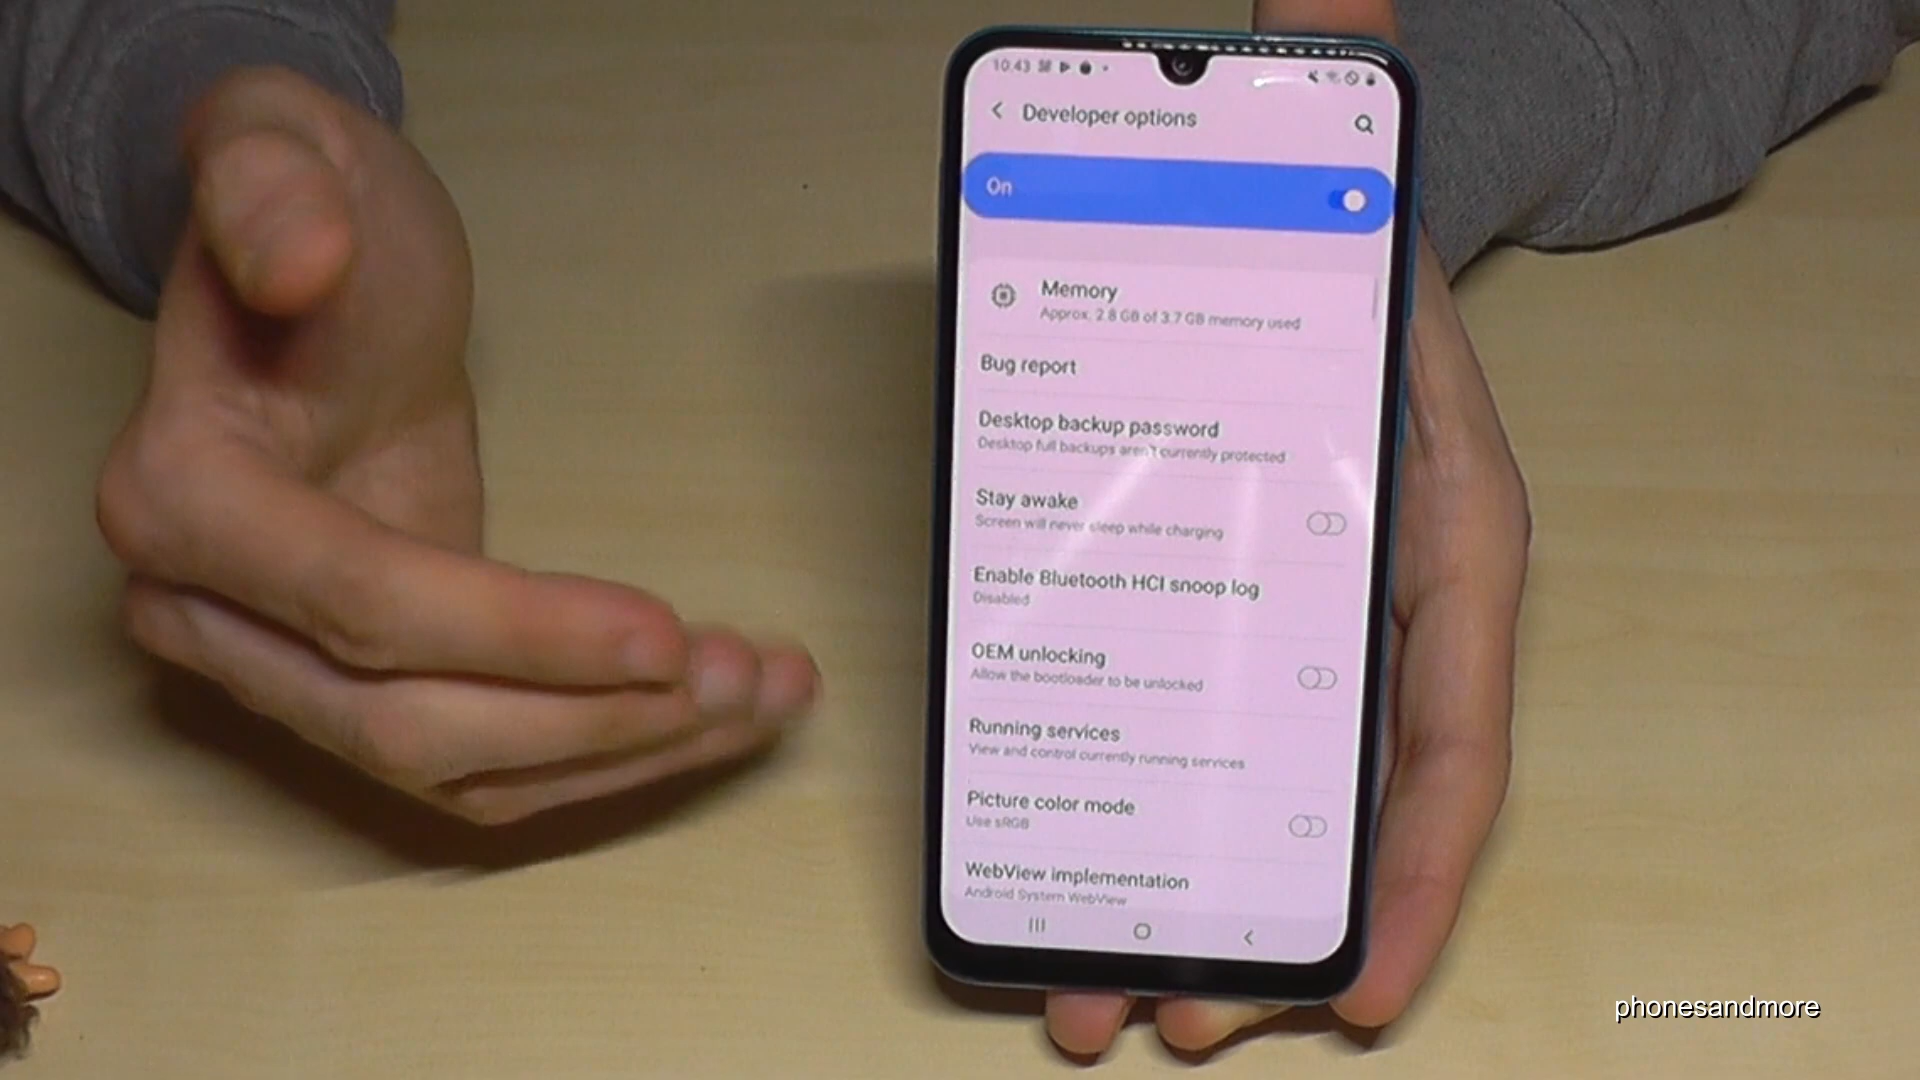 10:43
Developer options
On
Memory
Approx. 2.8 GB of 3.7 GB memory used
Bug report
Desktop backup password
Desktop full backups aren't currently protected
Stay awake
Screen will never sleep while charging
Enable Bluetooth HCI snoop log
Disabled
OEM unlocking
Allow the bootloader to be unlocked
Running services
View and control currently running services
Picture color mode
Use sRGB
WebView implementation
Android System WebView
phonesandmore